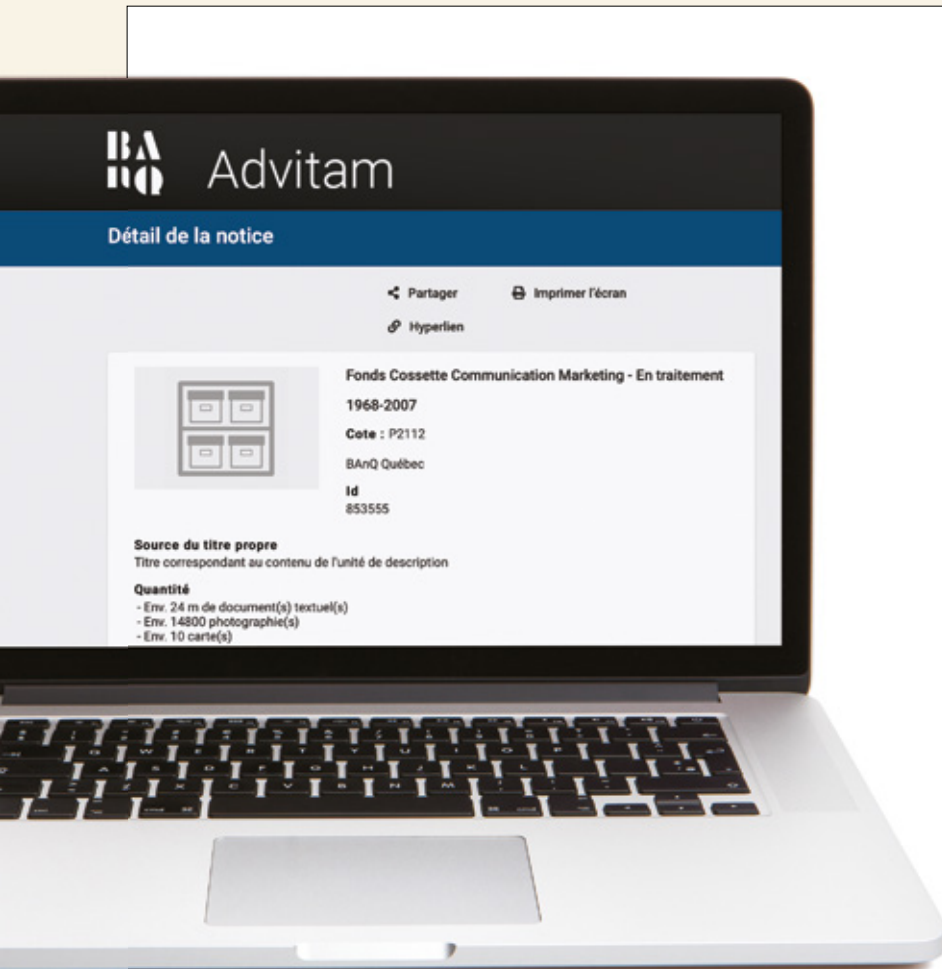 BAnQ Advitam
Détail de la notice
Partager Imprimer l'écran
Hyperlien
Fonds Cossette Communication Marketing - En traitement
1968-2007
Cote : P2112
BAnQ Québec
Id
853555
Source du titre propre
Titre correspondant au contenu de l'unité de description
Quantité
- Env. 24 m de document(s) textuel(s)
- Env. 14800 photographie(s)
- Env. 10 carte(s)